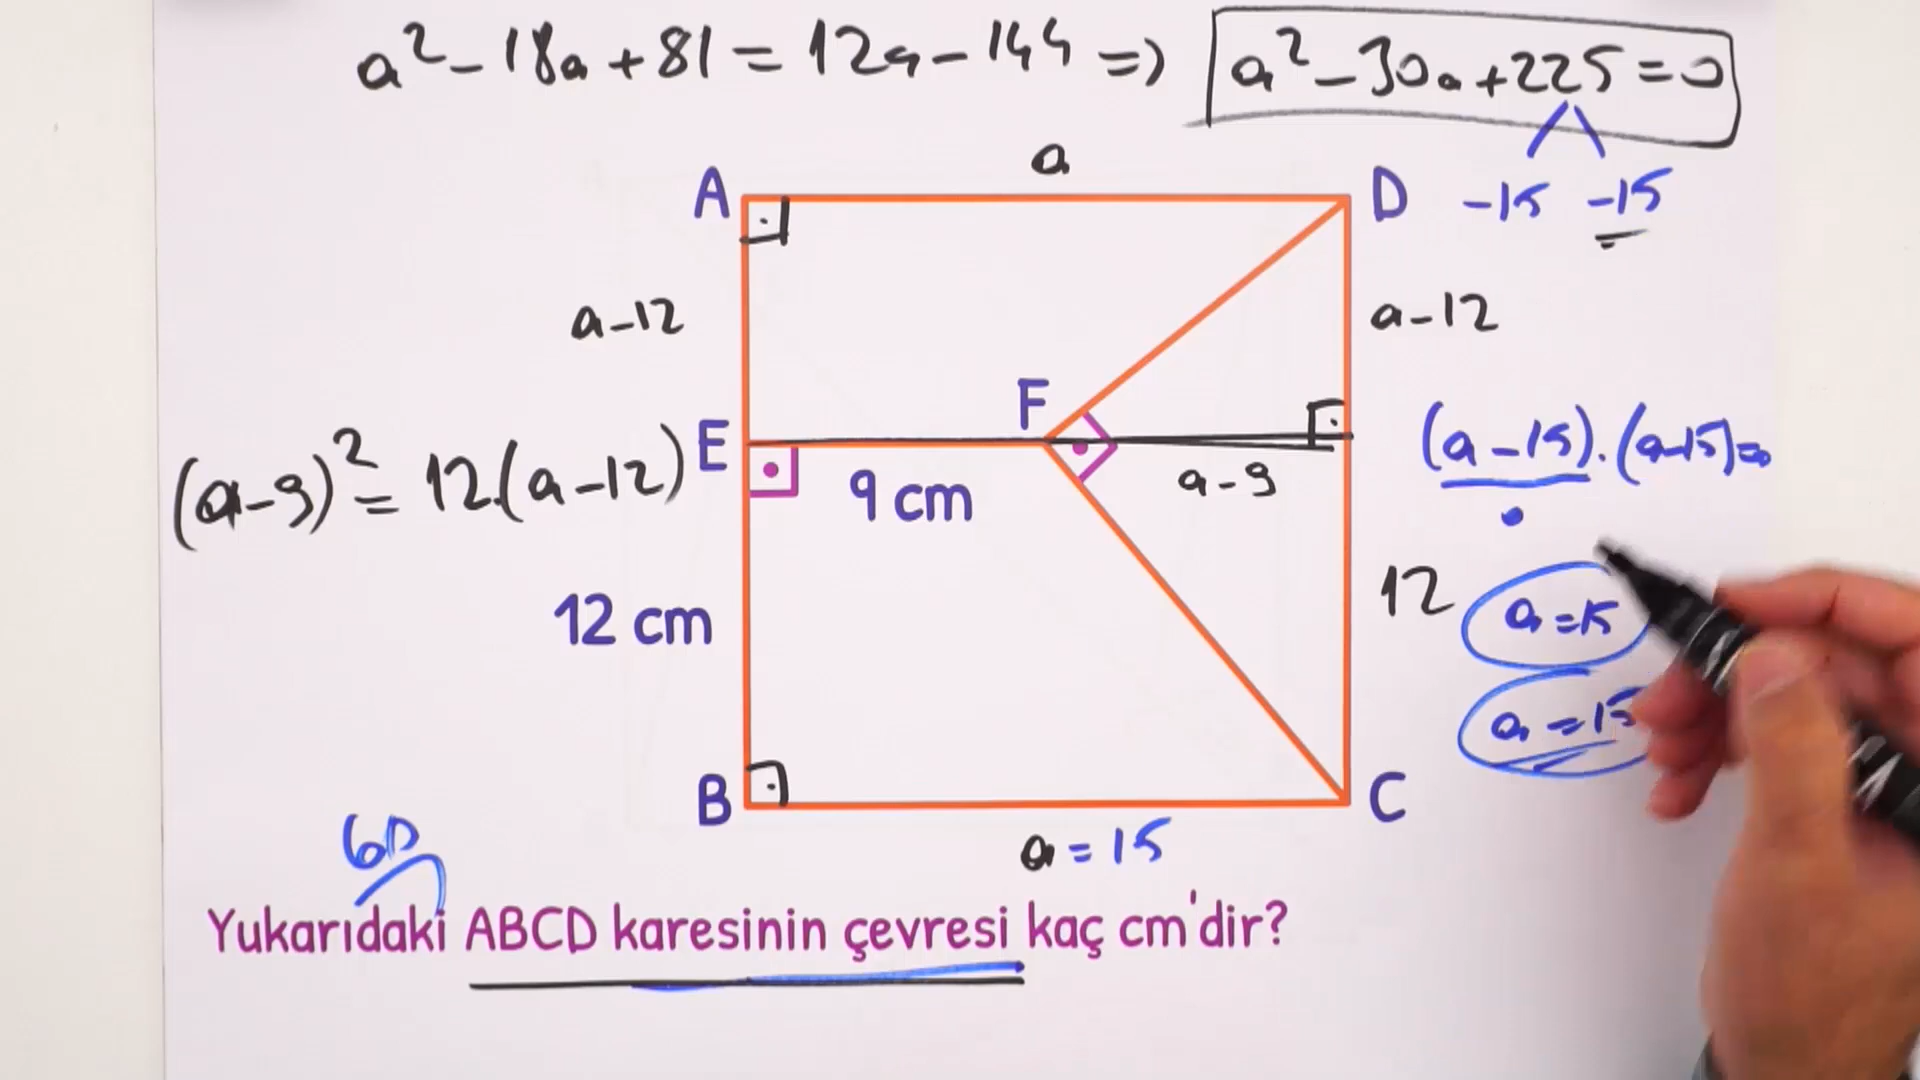 a² - 18a + 81 = 12a - 144 ⇒ a² - 30a + 225 = 0
a
A
D
-15 -15
a-12
a-12
F
E
(a-9)² = 12.(a-12)
9 cm
a-9
(a-15).(a-15)=0
12 cm
12
a=15
a=15
B
C
a = 15
60
Yukarıdaki ABCD karesinin çevresi kaç cm'dir?